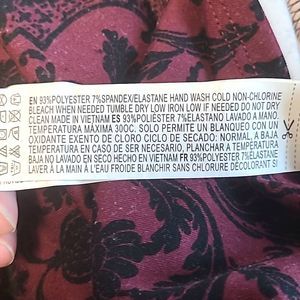 EN 93%POLYESTER 7%SPANDEX/ELASTANE HAND WASH COLD NON-CHLORINE
BLEACH WHEN NEEDED TUMBLE DRY LOW IRON LOW IF NEEDED DO NOT DRY
CLEAN MADE IN VIETNAM ES 93%POLIESTER 7%ELASTANO LAVADO A MANO.
TEMPERATURA MÁXIMA 30OC. SOLO PERMITE UN BLANQUEO CON UN
OXIDANTE EXENTO DE CLORO CICLO DE SECADO: NORMAL, A BAJA
TEMPERATURA EN CASO DE SER NECESARIO, PLANCHAR A TEMPERATURA
BAJA NO LAVADO EN SECO HECHO EN VIETNAM FR 93%POLYESTER 7%ELASTANE
LAVER À L'EAU FROIDE BLANCHIR SANS CHLORURE DÉCOLORANT SI